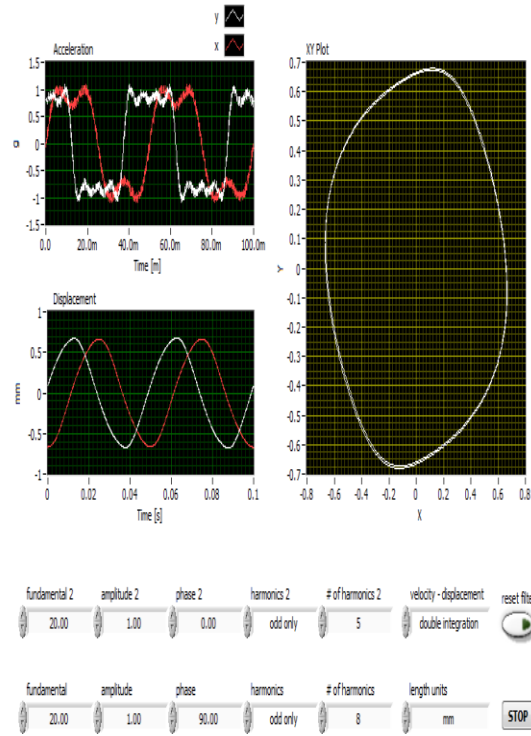 y
x
Acceleration
g
1.5
1
0.5
0
-0.5
-1
-1.5
0.0 20.0m 40.0m 60.0m 80.0m 100.0m
Time [m]
Displacement
mm
1
0.5
0
-0.5
-1
0 0.02 0.04 0.06 0.08 0.1
Time [s]
XY Plot
Y
0.7
0.6
0.5
0.4
0.3
0.2
0.1
0
-0.1
-0.2
-0.3
-0.4
-0.5
-0.6
-0.7
-0.8 -0.6 -0.4 -0.2 0.0 0.2 0.4 0.6 0.8
X
fundamental 2 amplitude 2 phase 2 harmonics 2 # of harmonics 2 velocity - displacement reset filte
20.00 1.00 0.00 odd only 5 double integration
fundamental amplitude phase harmonics # of harmonics length units
20.00 1.00 90.00 odd only 8 mm STOP